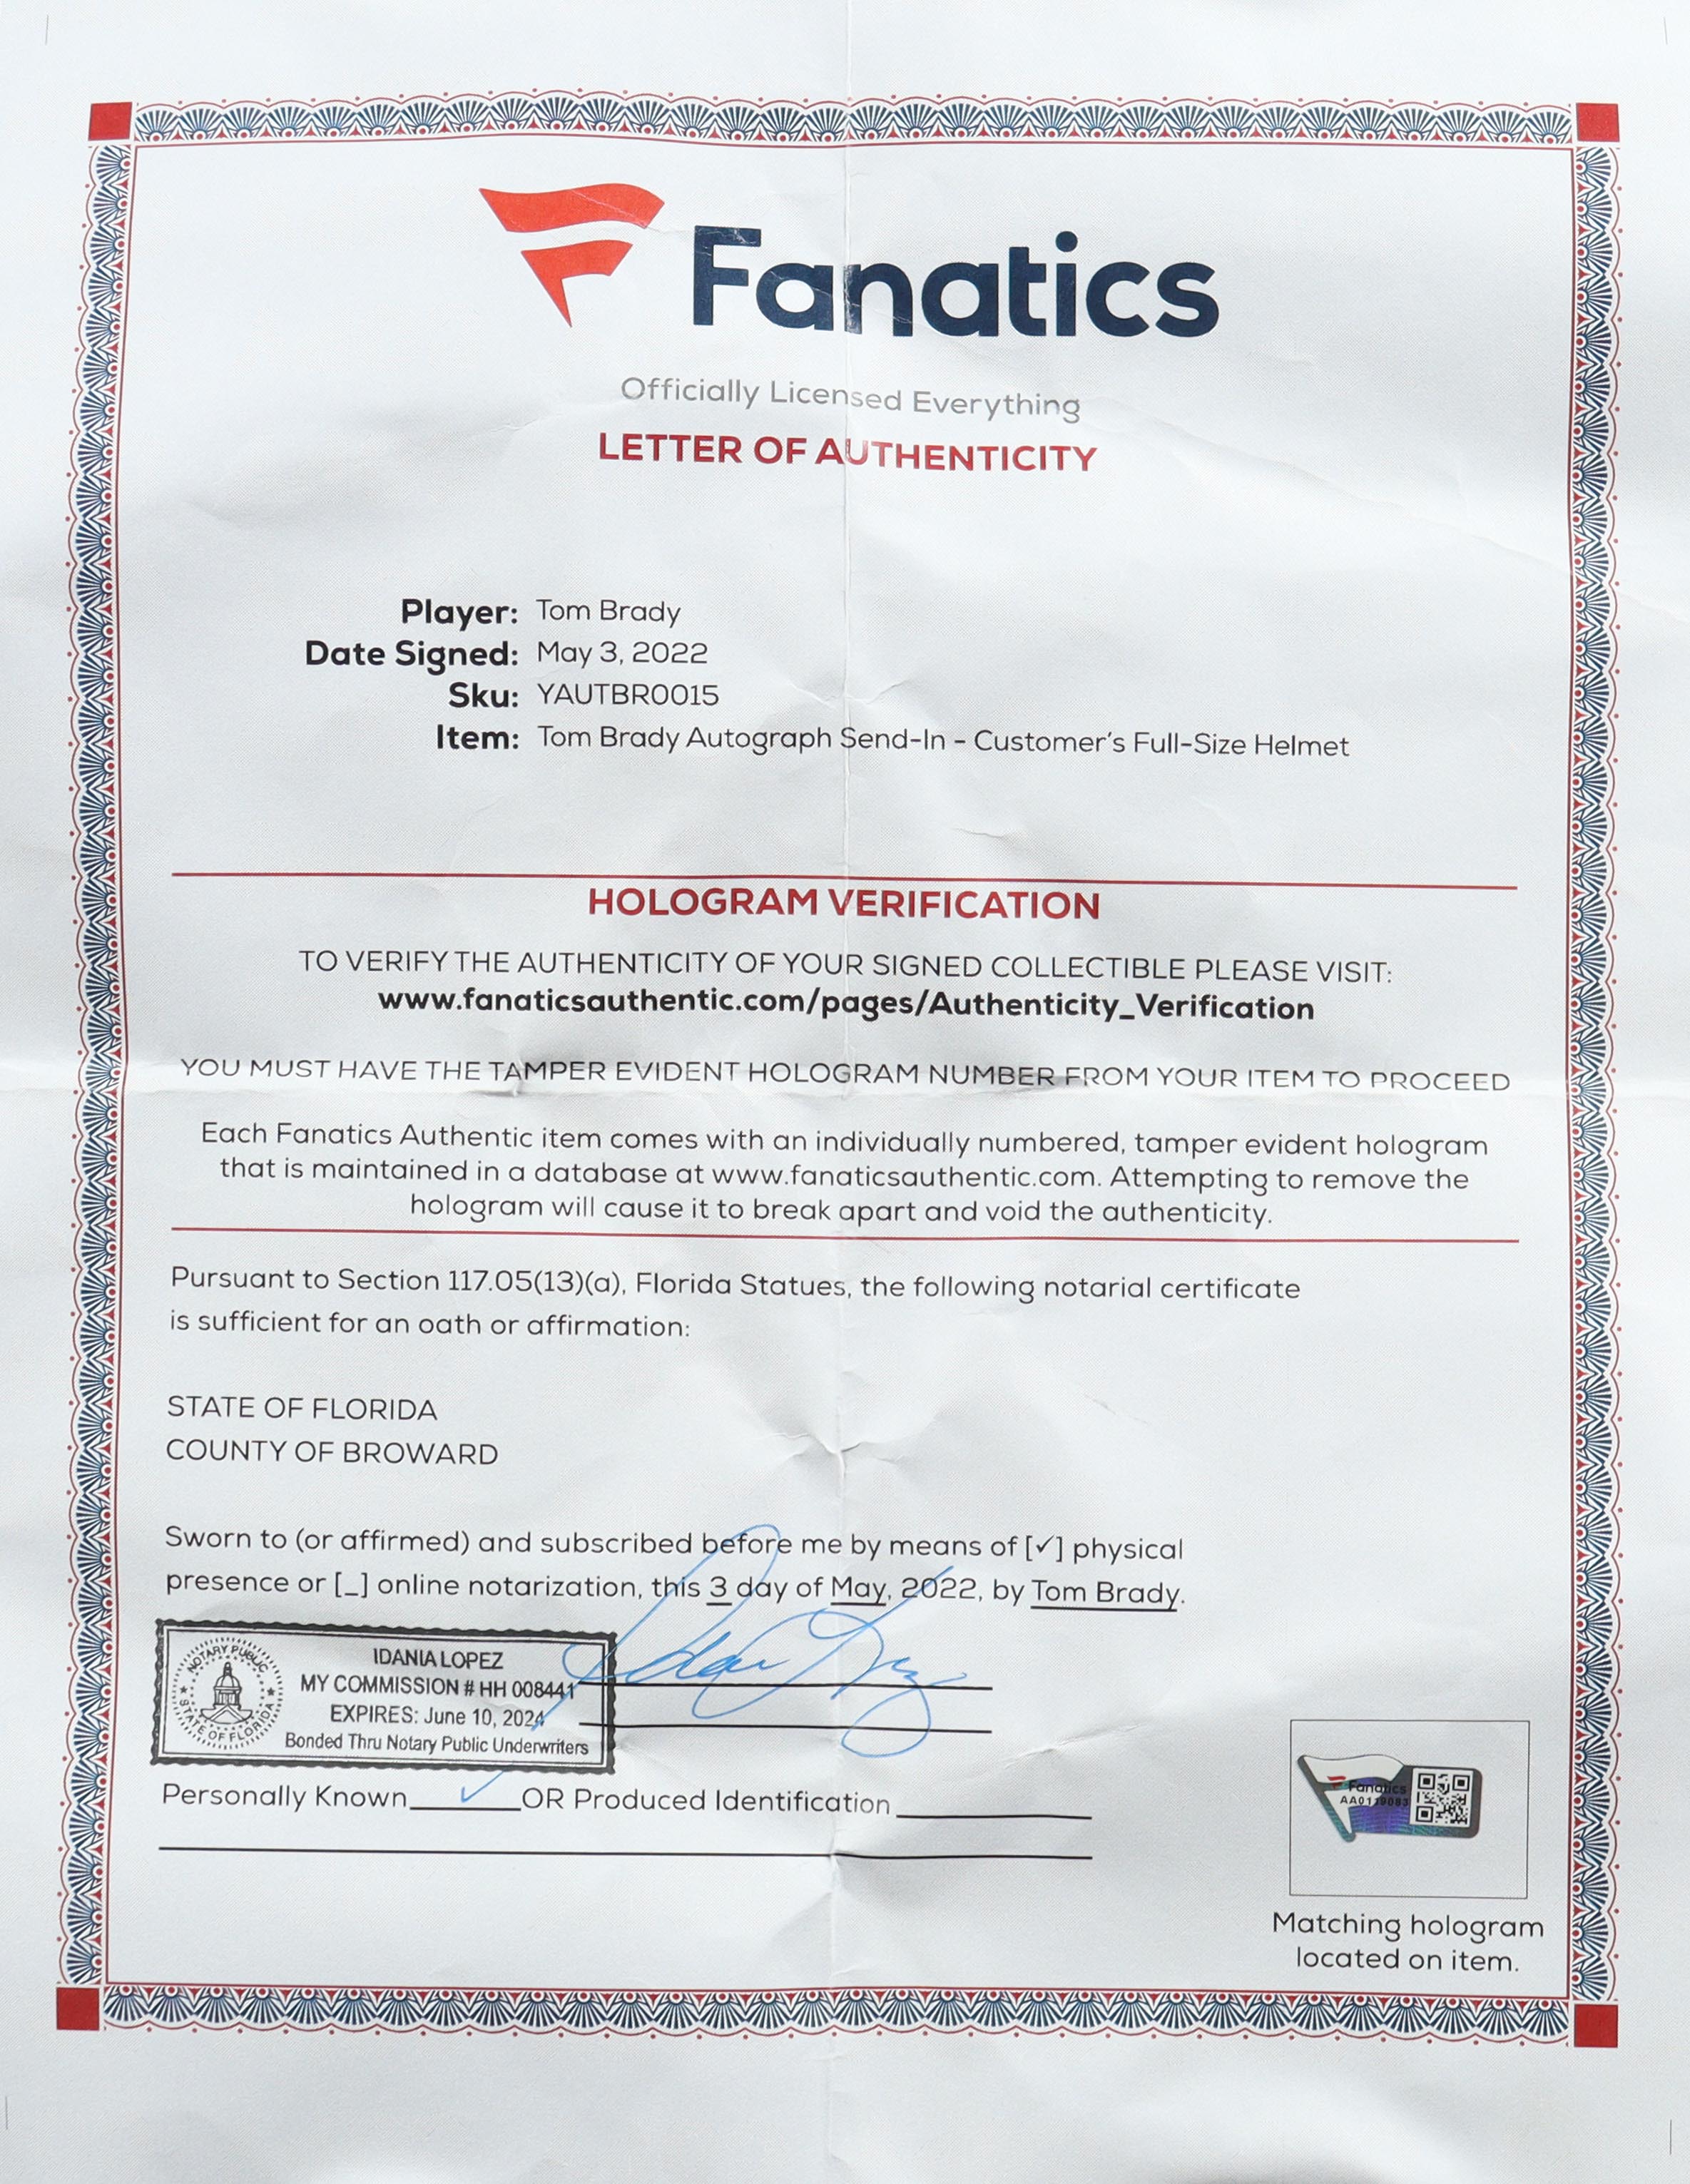 Fanatics
Officially Licensed Everything
LETTER OF AUTHENTICITY
Player: Tom Brady
Date Signed: May 3, 2022
Sku: YAUTBR0015
Item: Tom Brady Autograph Send-In - Customer's Full-Size Helmet
HOLOGRAM VERIFICATION
TO VERIFY THE AUTHENTICITY OF YOUR SIGNED COLLECTIBLE PLEASE VISIT:
www.fanaticsauthentic.com/pages/Authenticity_Verification
YOU MUST HAVE THE TAMPER EVIDENT HOLOGRAM NUMBER FROM YOUR ITEM TO PROCEED
Each Fanatics Authentic item comes with an individually numbered, tamper evident hologram
that is maintained in a database at www.fanaticsauthentic.com. Attempting to remove the
hologram will cause it to break apart and void the authenticity.
Pursuant to Section 117.05(13)(a), Florida Statues, the following notarial certificate
is sufficient for an oath or affirmation:
STATE OF FLORIDA
COUNTY OF BROWARD
Sworn to (or affirmed) and subscribed before me by means of [✓] physical
presence or [_] online notarization, this 3 day of May, 2022, by Tom Brady.
NOTARY PUBLIC
STATE OF FLORIDA
IDANIA LOPEZ
MY COMMISSION # HH 008441
EXPIRES: June 10, 2024
Bonded Thru Notary Public Underwriters
Personally Known ✓ OR Produced Identification
Fanatics
Matching hologram
located on item.